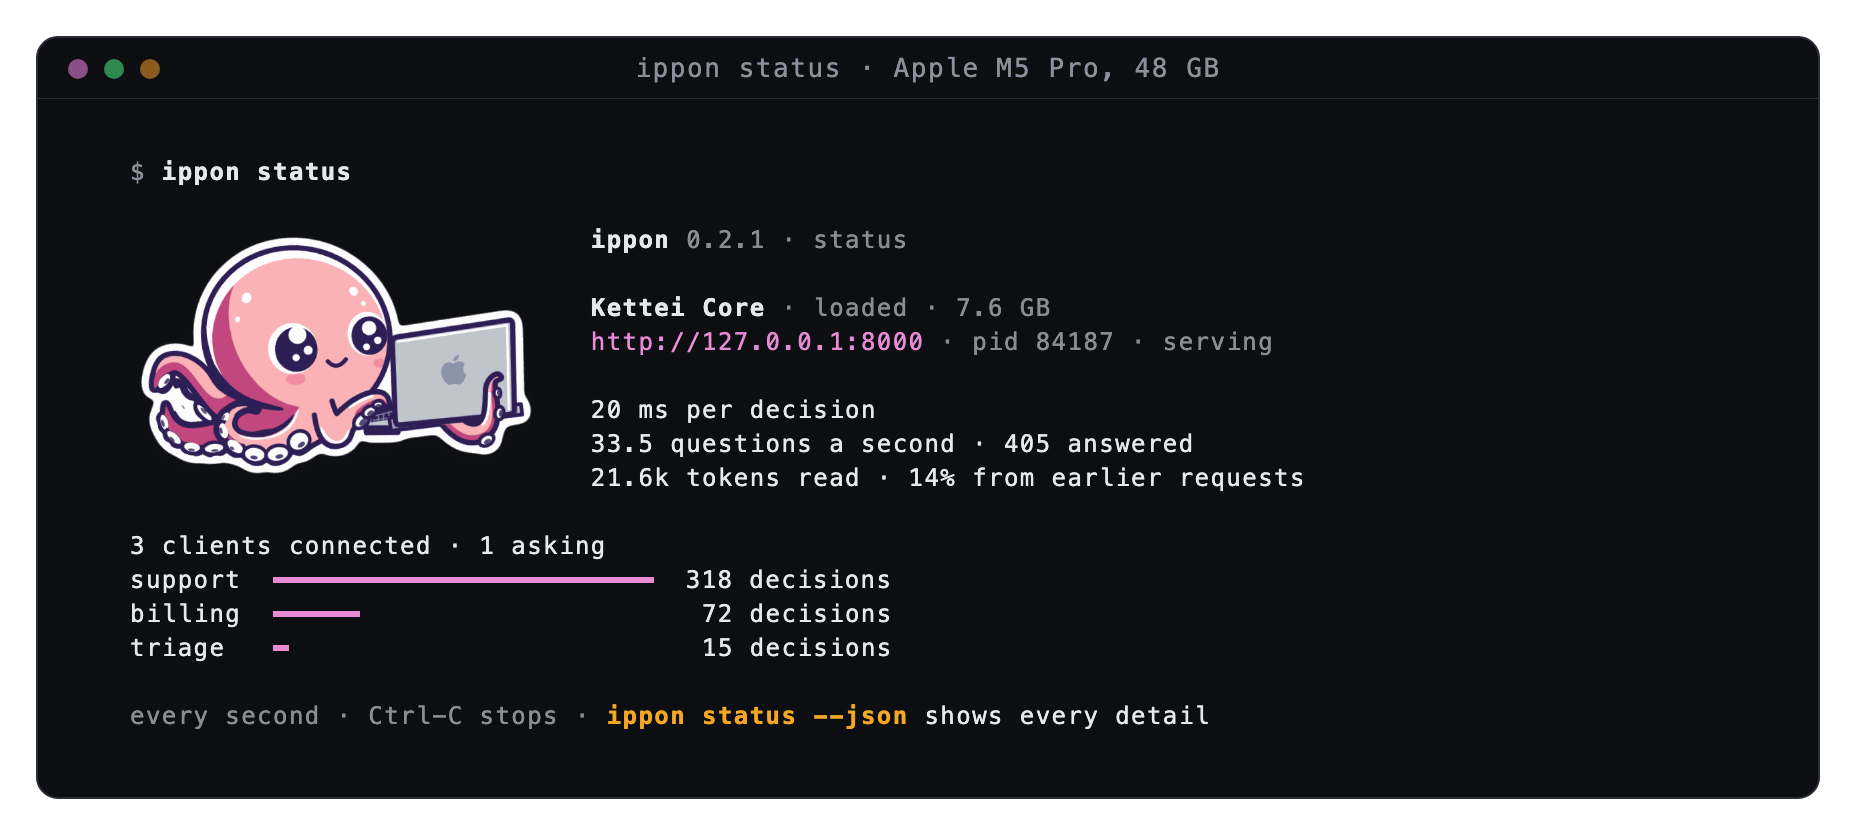 ippon status · Apple M5 Pro, 48 GB
$ ippon status
ippon 0.2.1 · status
Kettei Core · loaded · 7.6 GB
http://127.0.0.1:8000 · pid 84187 · serving
20 ms per decision
33.5 questions a second · 405 answered
21.6k tokens read · 14% from earlier requests
3 clients connected · 1 asking
support 318 decisions
billing 72 decisions
triage 15 decisions
every second · Ctrl-C stops · ippon status --json shows every detail